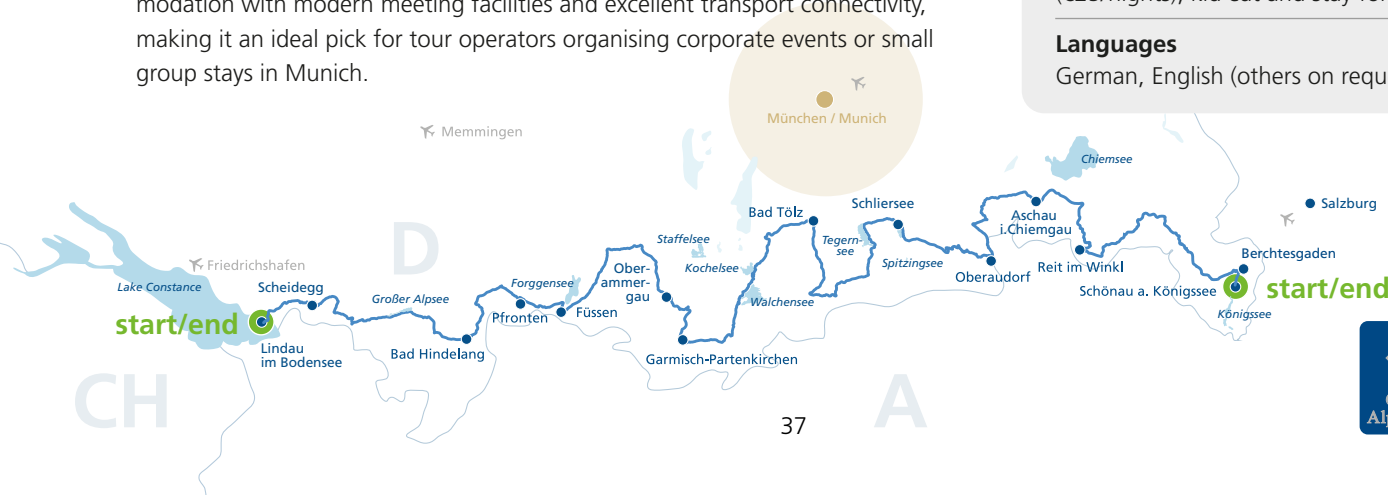 modation with modern meeting facilities and excellent transport connectivity,
making it an ideal pick for tour operators organising corporate events or small
group stays in Munich.
Languages
German, English (others on requ
München / Munich
Memmingen
Chiemsee
Salzburg
Schliersee
Bad Tölz
Aschau
i.Chiemgau
D
Staffelsee
Tegern-
see
Berchtesgaden
Friedrichshafen
Ober-
ammer-
gau
Kochelsee
Spitzingsee
Oberaudorf
Reit im Winkl
Lake Constance
Scheidegg
Großer Alpsee
Forggensee
Walchensee
Schönau a. Königssee
start/end
start/end
Pfronten
Füssen
Königssee
Lindau
im Bodensee
Bad Hindelang
Garmisch-Partenkirchen
CH
A
37
Alp